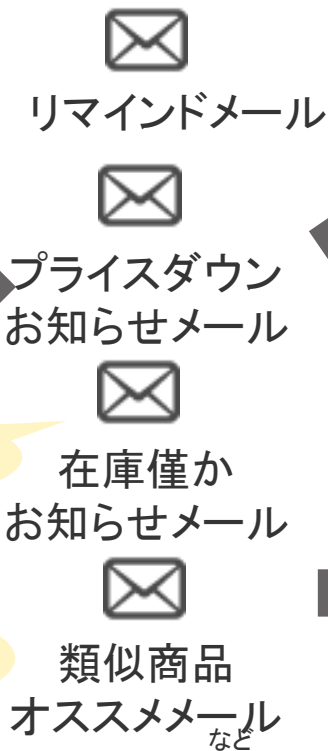 リマインドメール
プライスダウン
お知らせメール
在庫僅か
お知らせメール
類似商品
オススメメール
など